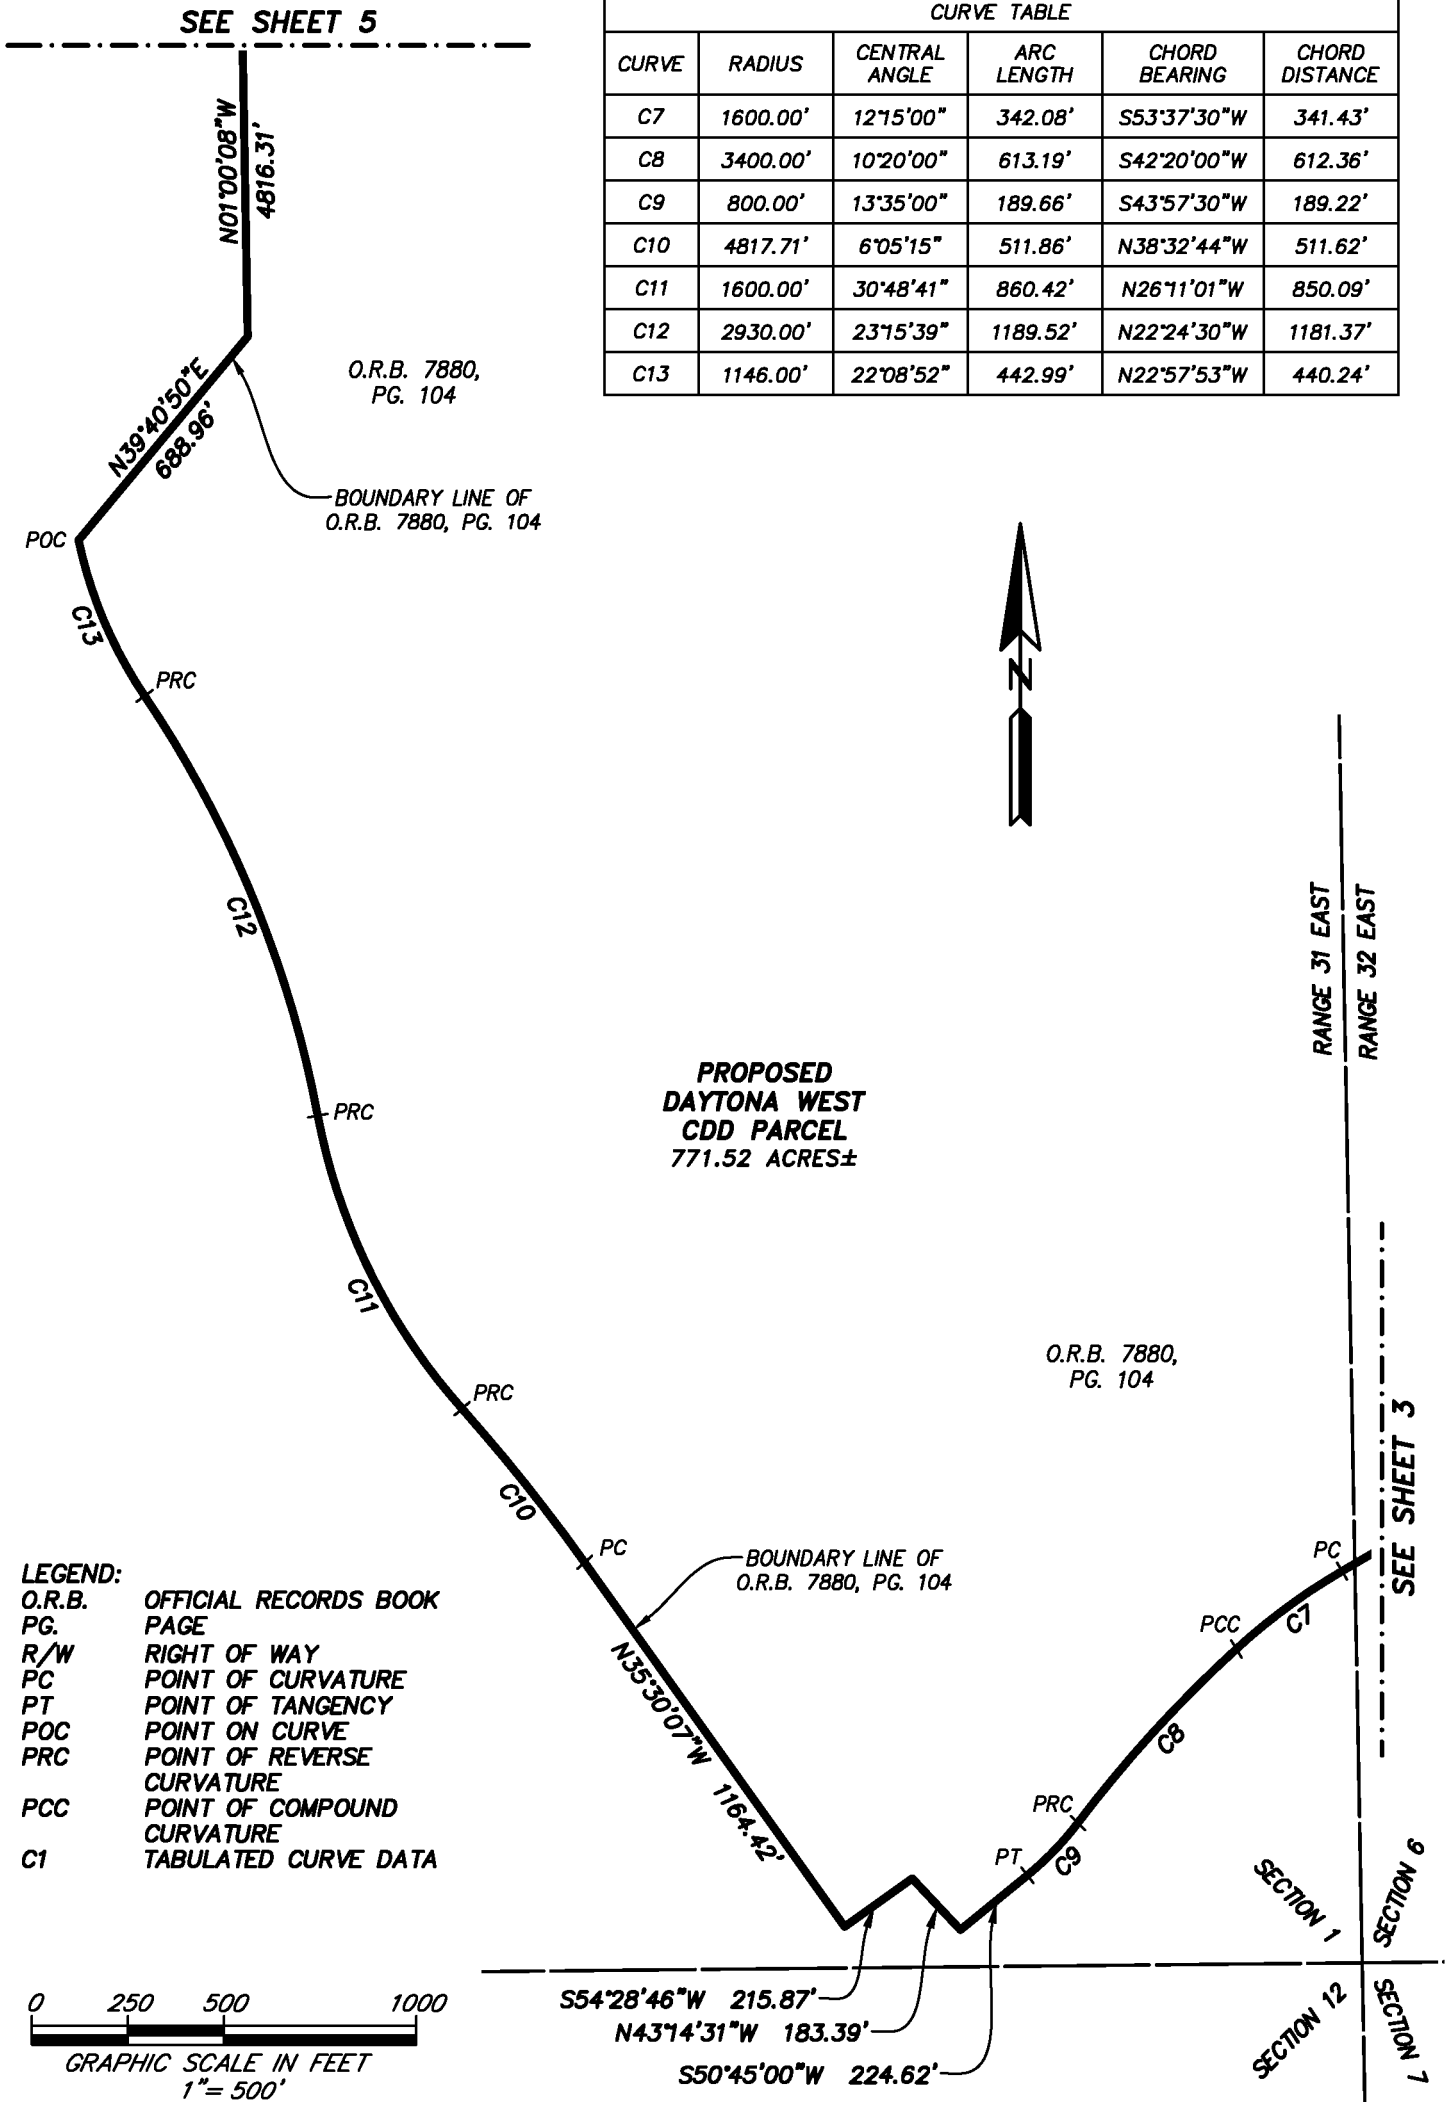 SEE SHEET 5
CURVE TABLE
CURVE RADIUS CENTRAL ANGLE ARC LENGTH CHORD BEARING CHORD DISTANCE
C7 1600.00' 12°15'00" 342.08' S53°37'30"W 341.43'
C8 3400.00' 10°20'00" 613.19' S42°20'00"W 612.36'
C9 800.00' 13°35'00" 189.66' S43°57'30"W 189.22'
C10 4817.71' 6°05'15" 511.86' N38°32'44"W 511.62'
C11 1600.00' 30°48'41" 860.42' N26°11'01"W 850.09'
C12 2930.00' 23°15'39" 1189.52' N22°24'30"W 1181.37'
C13 1146.00' 22°08'52" 442.99' N22°57'53"W 440.24'
N01°00'08"W
4816.31'
N39°40'50"E
688.96'
O.R.B. 7880,
PG. 104
BOUNDARY LINE OF
O.R.B. 7880, PG. 104
POC
C13
PRC
N
C12
RANGE 31 EAST
RANGE 32 EAST
PROPOSED
DAYTONA WEST
CDD PARCEL
771.52 ACRES±
PRC
C11
O.R.B. 7880,
PG. 104
PRC
SEE SHEET 3
C10
PC
BOUNDARY LINE OF
O.R.B. 7880, PG. 104
PC
C7
PCC
C8
N35°30'07"W 1164.42'
PRC
C9
PT
LEGEND:
O.R.B. OFFICIAL RECORDS BOOK
PG. PAGE
R/W RIGHT OF WAY
PC POINT OF CURVATURE
PT POINT OF TANGENCY
POC POINT ON CURVE
PRC POINT OF REVERSE
CURVATURE
PCC POINT OF COMPOUND
CURVATURE
C1 TABULATED CURVE DATA
SECTION 1
SECTION 6
SECTION 12
SECTION 7
S54°28'46"W 215.87'
N43°14'31"W 183.39'
S50°45'00"W 224.62'
0 250 500 1000
GRAPHIC SCALE IN FEET
1"= 500'